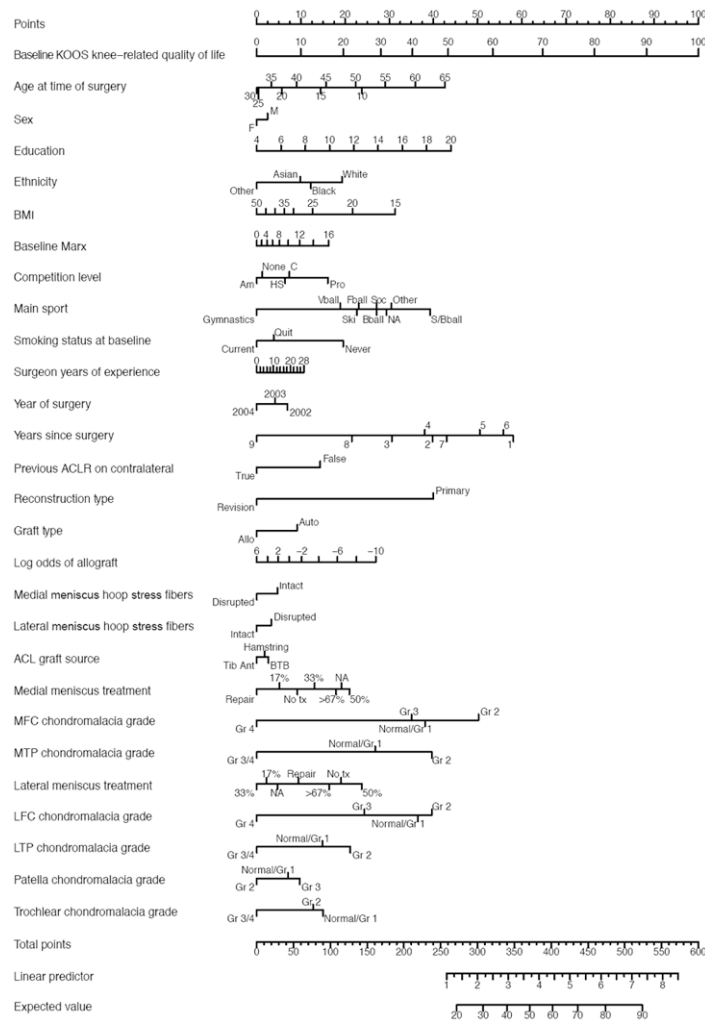 Points 0 10 20 30 40 50 60 70 80 90 100
Baseline KOOS knee–related quality of life 0 10 20 30 40 50 60 70 80 90 100
35 40 45 50 55 60 65
Age at time of surgery
30 20 15 10
25
M
Sex
F
Education 4 6 8 10 12 14 16 18 20
Asian White
Ethnicity
Other Black
50 35 20 15
BMI
25
Baseline Marx 0 4 8 12 16
None C
Competition level
Am HS Pro
Vball Fball Soc Other
Main sport
Gymnastics Ski Bball NA S/Bball
Quit
Smoking status at baseline
Current Never
Surgeon years of experience 0 10 20 28
2003
Year of surgery
2004 2002
4 5 6
Years since surgery
9 8 3 2 7 1
False
Previous ACLR on contralateral
True
Primary
Reconstruction type
Revision
Auto
Graft type
Allo
Log odds of allograft 6 2 −2 −6 −10
Intact
Medial meniscus hoop stress fibers
Disrupted
Disrupted
Lateral meniscus hoop stress fibers
Intact
Hamstring
ACL graft source
Tib Ant BTB
17% 33% NA
Medial meniscus treatment
Repair No tx >67% 50%
Gr 3 Gr 2
MFC chondromalacia grade
Gr 4 Normal/Gr 1
Normal/Gr 1
MTP chondromalacia grade
Gr 3/4 Gr 2
17% Repair No tx
Lateral meniscus treatment
33% NA >67% 50%
Gr 3 Gr 2
LFC chondromalacia grade
Gr 4 Normal/Gr 1
Normal/Gr 1
LTP chondromalacia grade
Gr 3/4 Gr 2
Normal/Gr 1
Patella chondromalacia grade
Gr 2 Gr 3
Gr 2
Trochlear chondromalacia grade
Gr 3/4 Normal/Gr 1
Total points
0 50 100 150 200 250 300 350 400 450 500 550 600
Linear predictor
1 2 3 4 5 6 7 8
Expected value
20 30 40 50 60 70 80 90